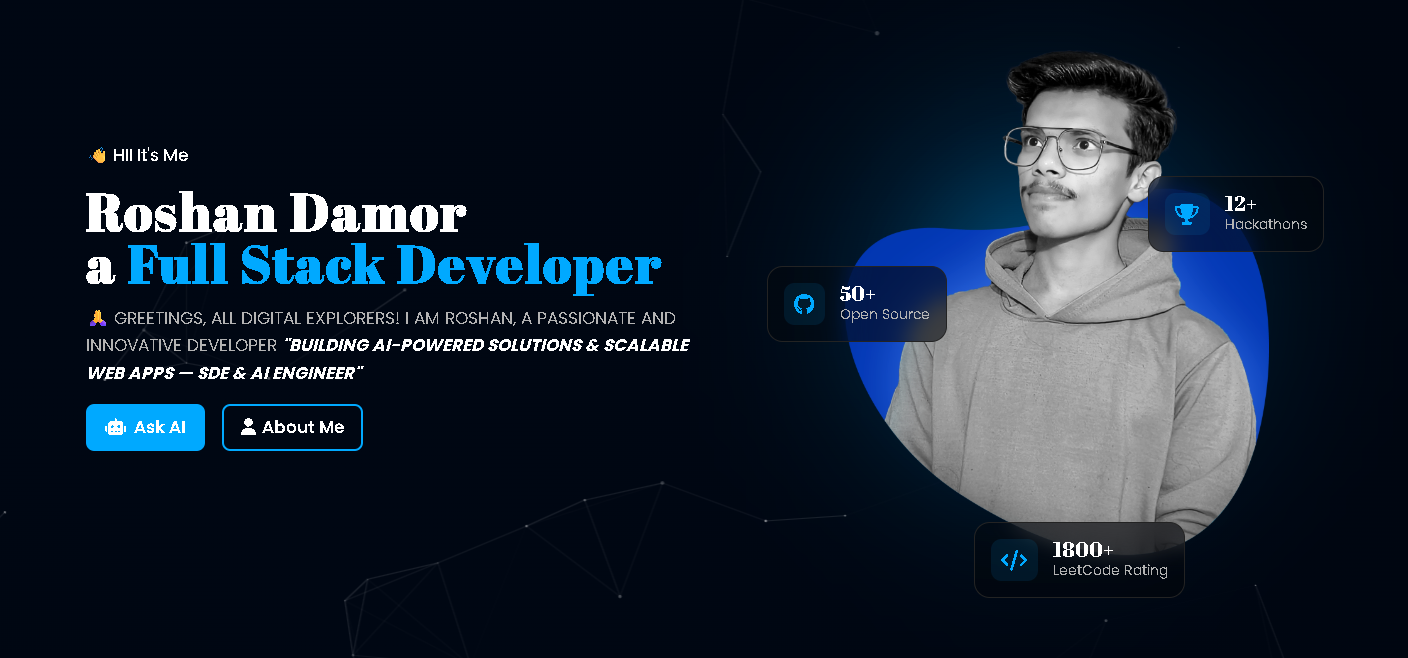 👋 HII It's Me
Roshan Damor
a Full Stack Developer
🙏 GREETINGS, ALL DIGITAL EXPLORERS! I AM ROSHAN, A PASSIONATE AND
INNOVATIVE DEVELOPER "BUILDING AI-POWERED SOLUTIONS & SCALABLE
WEB APPS — SDE & AI ENGINEER"
Ask AI
About Me
12+
Hackathons
50+
Open Source
1800+
LeetCode Rating